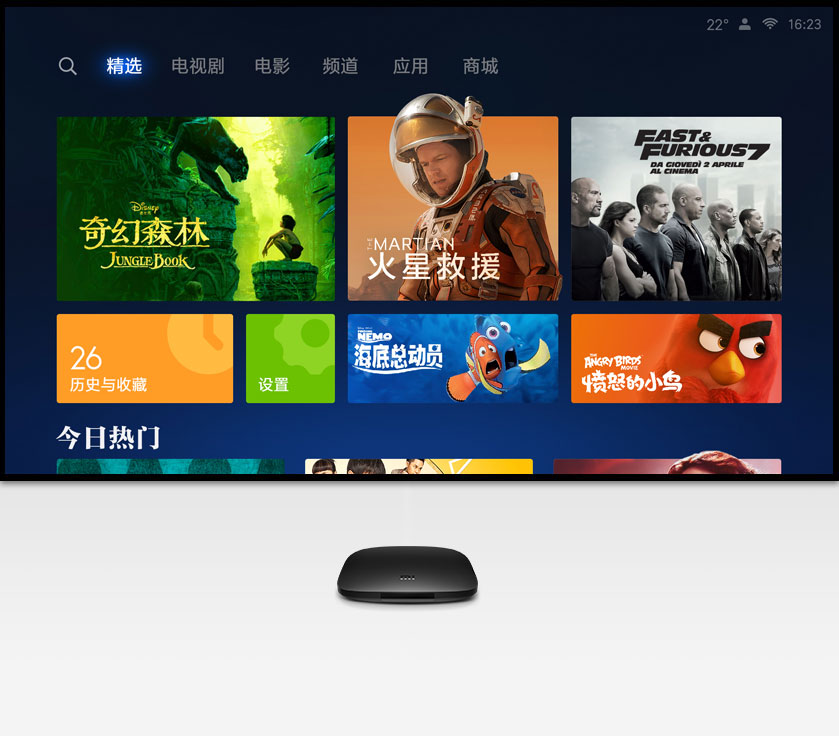 22° 16:23
精选 电视剧 电影 频道 应用 商城
Disney
奇幻森林
JUNGLE BOOK
THE
MARTIAN
火星救援
FAST &
FURIOUS 7
DA GIOVEDÌ 2 APRILE
AL CINEMA
26
历史与收藏
设置
NEMO
海底总动员
THE
ANGRY BIRDS
MOVIE
愤怒的小鸟
今日热门
mi